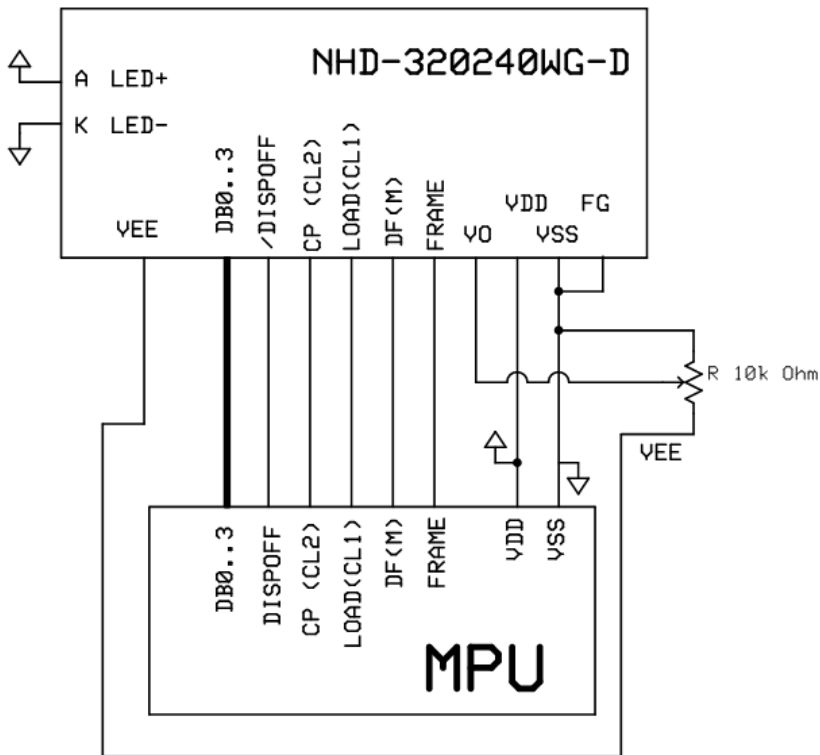 NHD-320240WG-D
A LED+
K LED-
VEE
DB0..3
/DISPOFF
CP (CL2)
LOAD(CL1)
DF(M)
FRAME
VO
VDD
VSS
FG
R 10k Ohm
VEE
DB0..3
DISPOFF
CP (CL2)
LOAD(CL1)
DF(M)
FRAME
VDD
VSS
MPU